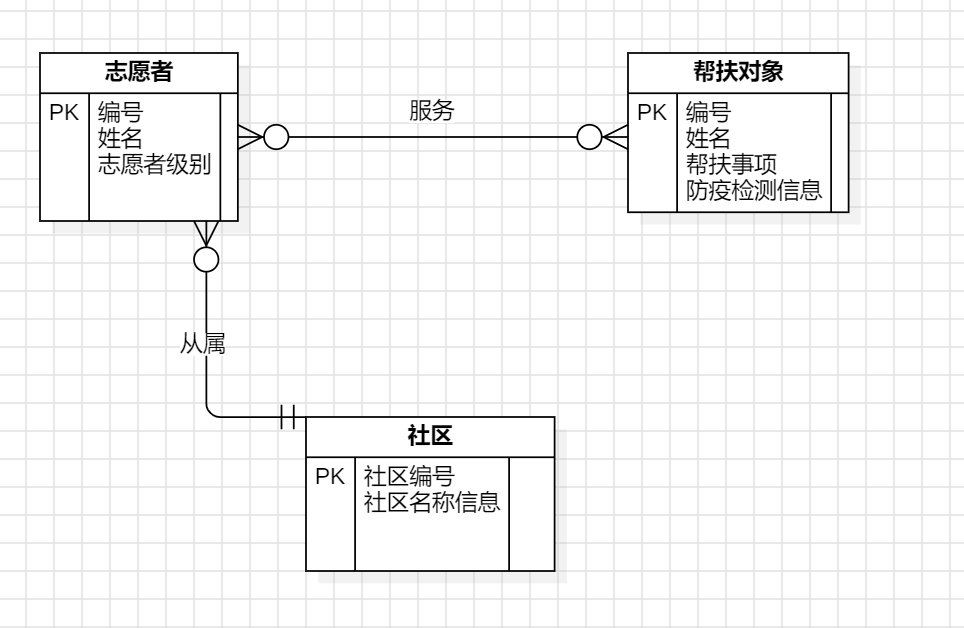 志愿者
PK 编号
姓名
志愿者级别
服务
帮扶对象
PK 编号
姓名
帮扶事项
防疫检测信息
从属
社区
PK 社区编号
社区名称信息